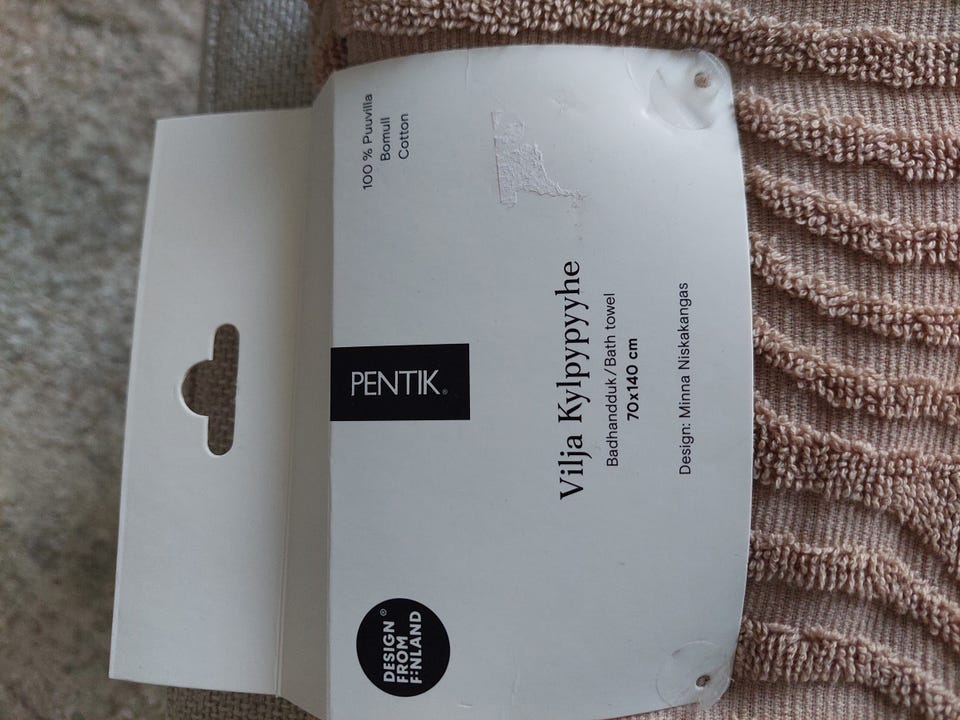 DESIGN ®
FROM
FINLAND
PENTIK®
100 % Puuvilla
Bomull
Cotton
Vilja Kylpypyyhe
Badhandduk / Bath towel
70x140 cm
Design: Minna Niskakangas